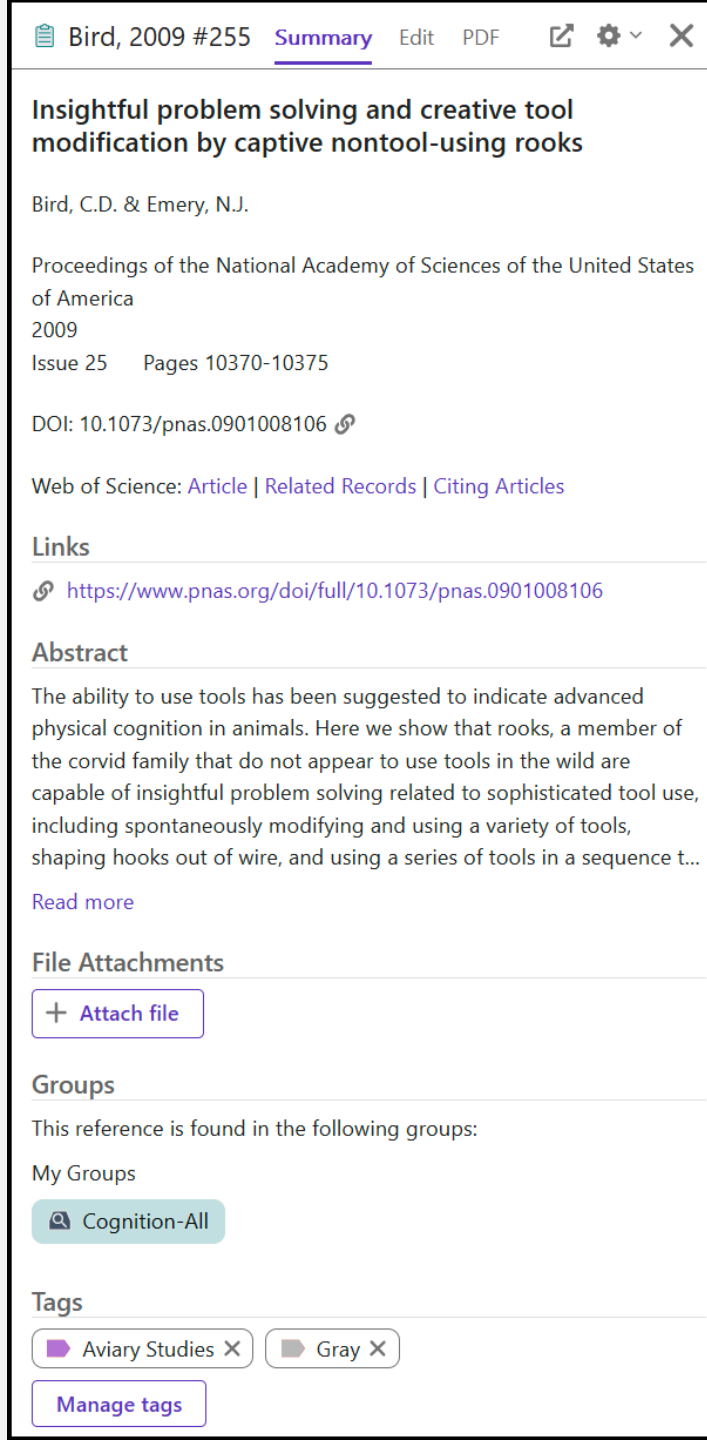 Bird, 2009 #255 Summary Edit PDF
Insightful problem solving and creative tool
modification by captive nontool-using rooks
Bird, C.D. & Emery, N.J.
Proceedings of the National Academy of Sciences of the United States
of America
2009
Issue 25 Pages 10370-10375
DOI: 10.1073/pnas.0901008106
Web of Science: Article | Related Records | Citing Articles
Links
https://www.pnas.org/doi/full/10.1073/pnas.0901008106
Abstract
The ability to use tools has been suggested to indicate advanced
physical cognition in animals. Here we show that rooks, a member of
the corvid family that do not appear to use tools in the wild are
capable of insightful problem solving related to sophisticated tool use,
including spontaneously modifying and using a variety of tools,
shaping hooks out of wire, and using a series of tools in a sequence t...
Read more
File Attachments
+ Attach file
Groups
This reference is found in the following groups:
My Groups
Cognition-All
Tags
Aviary Studies Gray
Manage tags